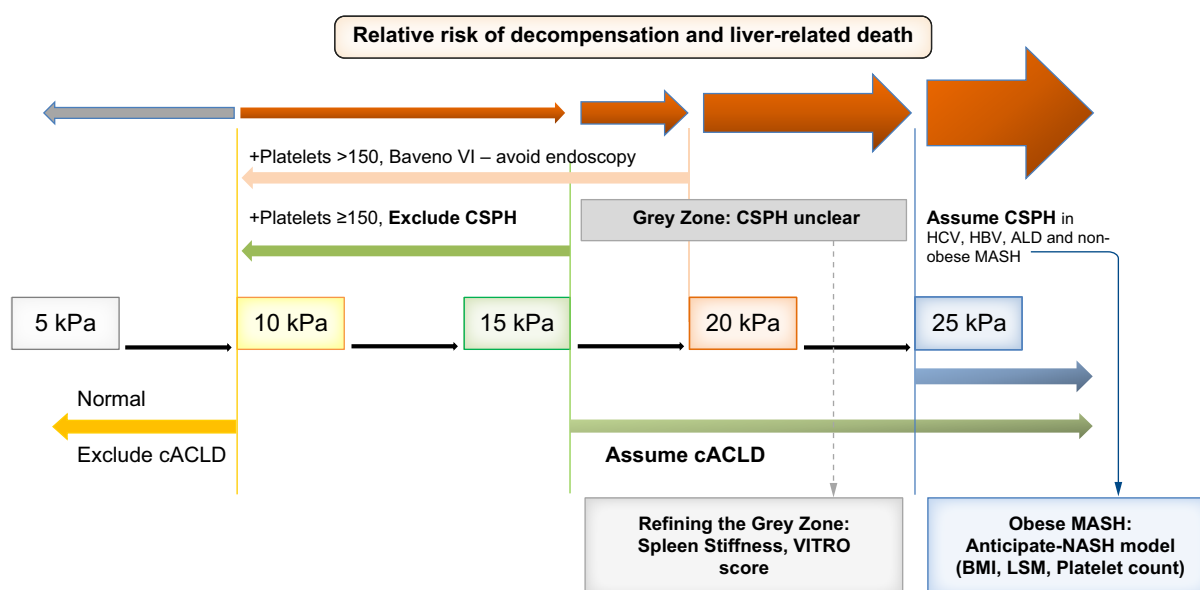 Relative risk of decompensation and liver-related death
+Platelets >150, Baveno VI – avoid endoscopy
+Platelets ≥150, Exclude CSPH
Grey Zone: CSPH unclear
Assume CSPH in
HCV, HBV, ALD and non-
obese MASH
5 kPa
10 kPa
15 kPa
20 kPa
25 kPa
Normal
Exclude cACLD
Assume cACLD
Refining the Grey Zone:
Spleen Stiffness, VITRO
score
Obese MASH:
Anticipate-NASH model
(BMI, LSM, Platelet count)